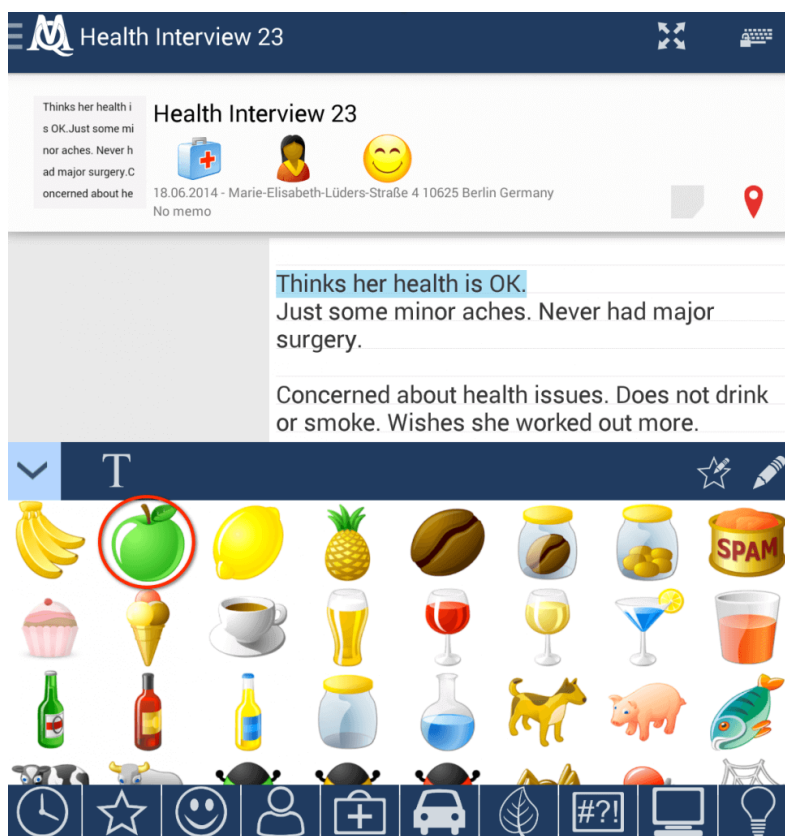 Health Interview 23
Thinks her health i
s OK.Just some mi
nor aches. Never h
ad major surgery.C
oncerned about he
Health Interview 23
18.06.2014 - Marie-Elisabeth-Lüders-Straße 4 10625 Berlin Germany
No memo
Thinks her health is OK.
Just some minor aches. Never had major
surgery.
Concerned about health issues. Does not drink
or smoke. Wishes she worked out more.
T
SPAM
#?!